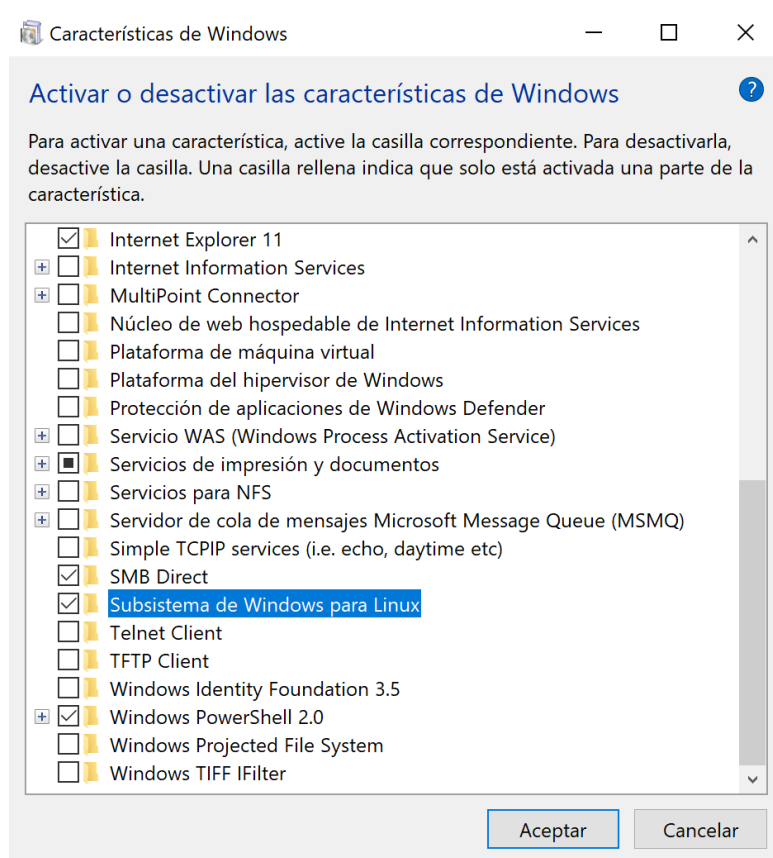 Características de Windows
Activar o desactivar las características de Windows
?
Para activar una característica, active la casilla correspondiente. Para desactivarla,
desactive la casilla. Una casilla rellena indica que solo está activada una parte de la
característica.
Internet Explorer 11
Internet Information Services
MultiPoint Connector
Núcleo de web hospedable de Internet Information Services
Plataforma de máquina virtual
Plataforma del hipervisor de Windows
Protección de aplicaciones de Windows Defender
Servicio WAS (Windows Process Activation Service)
Servicios de impresión y documentos
Servicios para NFS
Servidor de cola de mensajes Microsoft Message Queue (MSMQ)
Simple TCPIP services (i.e. echo, daytime etc)
SMB Direct
Subsistema de Windows para Linux
Telnet Client
TFTP Client
Windows Identity Foundation 3.5
Windows PowerShell 2.0
Windows Projected File System
Windows TIFF IFilter
Aceptar
Cancelar